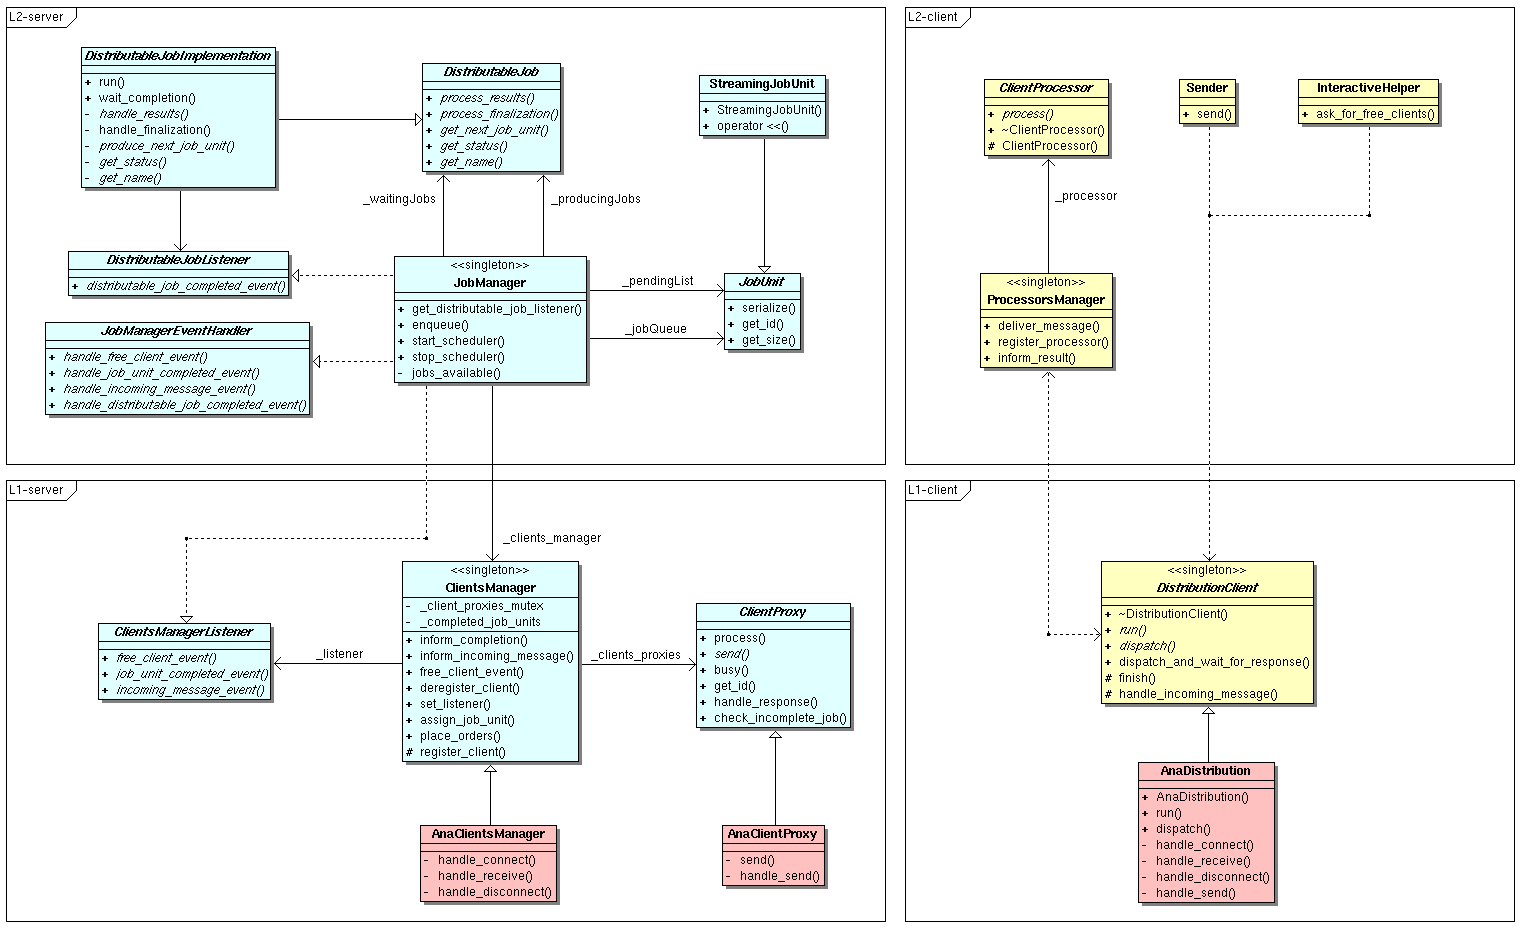 L2-server
DistributableJobImplementation
+ run()
+ wait_completion()
- handle_results()
- handle_finalization()
- produce_next_job_unit()
- get_status()
- get_name()
DistributableJob
+ process_results()
+ process_finalization()
+ get_next_job_unit()
+ get_status()
+ get_name()
StreamingJobUnit
+ StreamingJobUnit()
+ operator <<()
_waitingJobs
_producingJobs
DistributableJobListener
+ distributable_job_completed_event()
<<singleton>>
JobManager
+ get_distributable_job_listener()
+ enqueue()
+ start_scheduler()
+ stop_scheduler()
- jobs_available()
_pendingList
_jobQueue
JobUnit
+ serialize()
+ get_id()
+ get_size()
JobManagerEventHandler
+ handle_free_client_event()
+ handle_job_unit_completed_event()
+ handle_incoming_message_event()
+ handle_distributable_job_completed_event()
L2-client
ClientProcessor
+ process()
+ ~ClientProcessor()
# ClientProcessor()
Sender
+ send()
InteractiveHelper
+ ask_for_free_clients()
_processor
<<singleton>>
ProcessorsManager
+ deliver_message()
+ register_processor()
+ inform_result()
L1-server
_clients_manager
<<singleton>>
ClientsManager
- _client_proxies_mutex
- _completed_job_units
+ inform_completion()
+ inform_incoming_message()
+ free_client_event()
+ deregister_client()
+ set_listener()
+ assign_job_unit()
+ place_orders()
# register_client()
ClientsManagerListener
+ free_client_event()
+ job_unit_completed_event()
+ incoming_message_event()
_listener
_clients_proxies
ClientProxy
+ process()
+ send()
+ busy()
+ get_id()
+ handle_response()
+ check_incomplete_job()
AnaClientsManager
- handle_connect()
- handle_receive()
- handle_disconnect()
AnaClientProxy
- send()
- handle_send()
L1-client
<<singleton>>
DistributionClient
+ ~DistributionClient()
+ run()
+ dispatch()
+ dispatch_and_wait_for_response()
# finish()
# handle_incoming_message()
AnaDistribution
+ AnaDistribution()
+ run()
+ dispatch()
- handle_connect()
- handle_receive()
- handle_disconnect()
- handle_send()